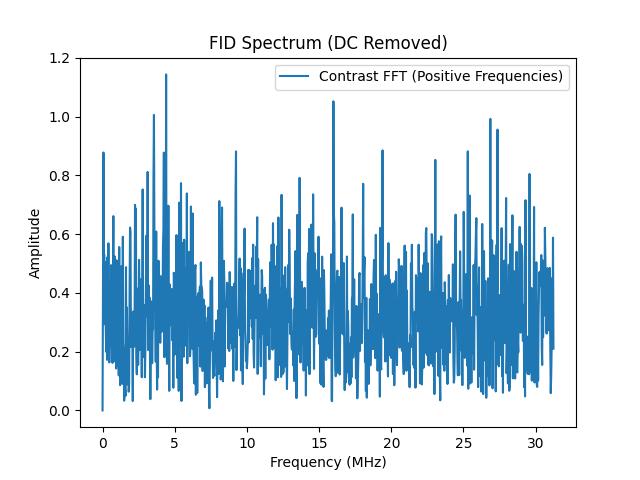 FID Spectrum (DC Removed)
Contrast FFT (Positive Frequencies)
Amplitude
1.2
1.0
0.8
0.6
0.4
0.2
0.0
0 5 10 15 20 25 30
Frequency (MHz)